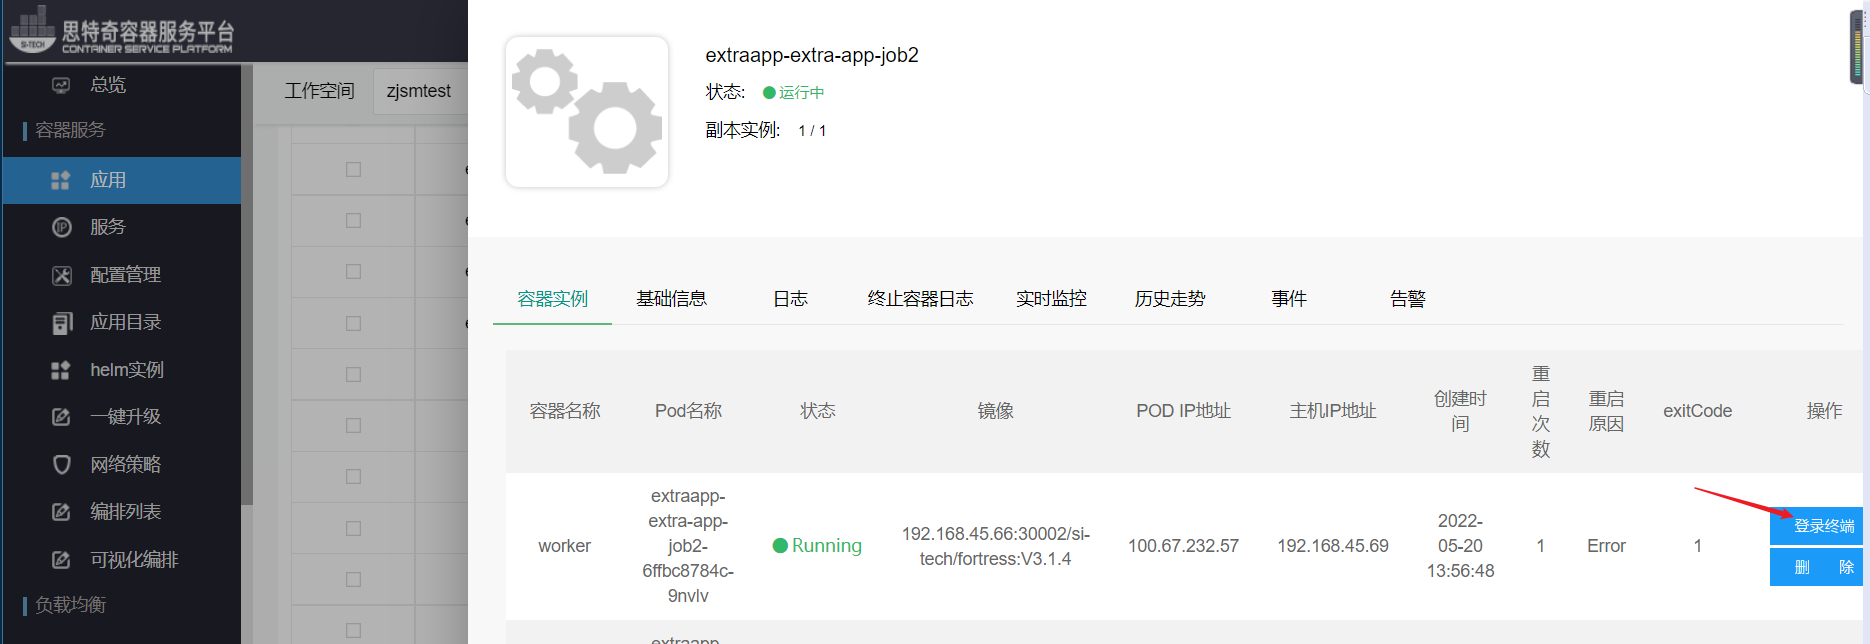 思特奇容器服务平台
SI-TECH
CONTAINER SERVICE PLATFORM
总览
容器服务
应用
服务
配置管理
应用目录
helm实例
一键升级
网络策略
编排列表
可视化编排
负载均衡
工作空间
zjsmtest
extraapp-extra-app-job2
状态:
运行中
副本实例:
1 / 1
容器实例
基础信息
日志
终止容器日志
实时监控
历史走势
事件
告警
容器名称
Pod名称
状态
镜像
POD IP地址
主机IP地址
创建时
间
重
启
次
数
重启
原因
exitCode
操作
worker
extraapp-
extra-app-
job2-
6ffbc8784c-
9nvlv
Running
192.168.45.66:30002/si-
tech/fortress:V3.1.4
100.67.232.57
192.168.45.69
2022-
05-20
13:56:48
1
Error
1
登录终端
删 除
extraapp-